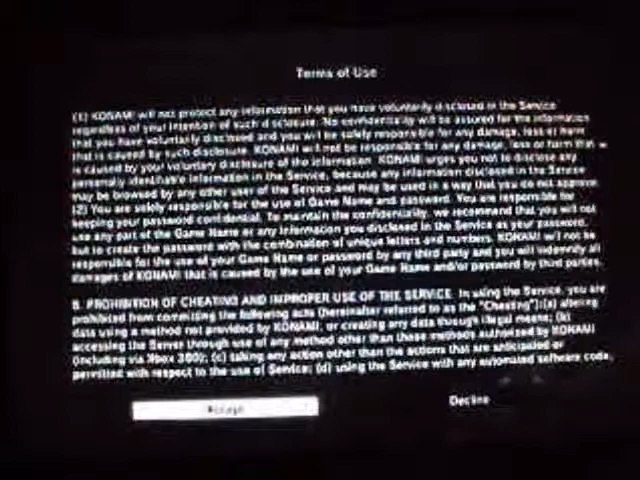 Terms of Use
(1) KONAMI will not protect any information that you have voluntarily disclosed in the Service
regardless of your intention of such disclosure. No confidentiality will be assured for the information
that you have voluntarily disclosed and you will be solely responsible for any damage, loss or harm
that is caused by such disclosure. KONAMI will not be responsible for any damage, loss or harm that
is caused by your voluntary disclosure of the information. KONAMI urges you not to disclose any
personally identifiable information in the Service, because any information disclosed in the Service
may be browsed by any other user of the Service and may be used in a way that you do not approve.
(2) You are solely responsible for the use of Game Name and password. You are responsible for
keeping your password confidential. To maintain the confidentiality, we recommend that you will not
use any part of the Game Name or any information you disclosed in the Service as your password,
but to create the password with the combination of unique letters and numbers. KONAMI will not be
responsible for the use of your Game Name or password by any third party and you will indemnify all
damages of KONAMI that is caused by the use of your Game Name and/or password by third parties.
8. PROHIBITION OF CHEATING AND IMPROPER USE OF THE SERVICE. In using the Service, you are
prohibited from committing the following acts (hereinafter referred to as the "Cheating"):(a) altering
data using a method not provided by KONAMI, or creating any data through illegal means; (b)
accessing the Server through use of any method other than those methods authorized by KONAMI
(including via Xbox 360); (c) taking any action other than the actions that are anticipated or
permitted with respect to the use of Service; (d) using the Service with any automated software code,
Accept
Decline